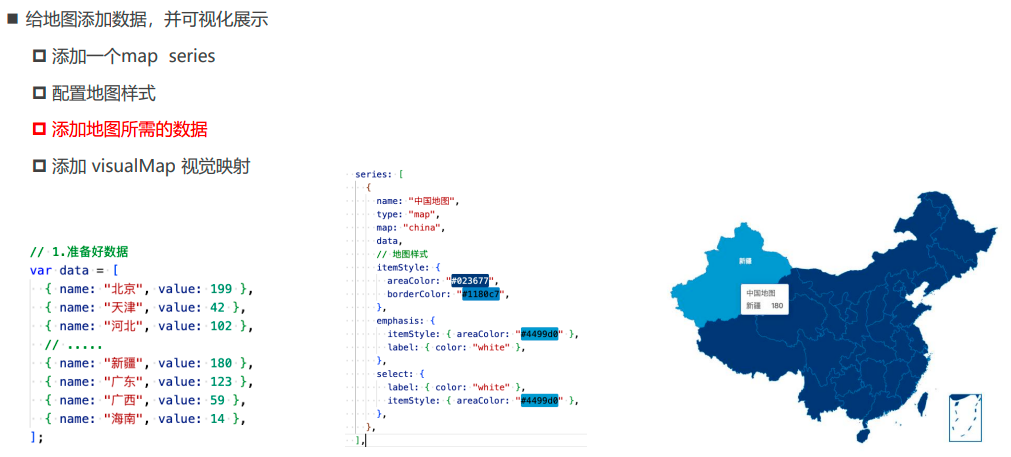 给地图添加数据，并可视化展示
添加一个map series
配置地图样式
添加地图所需的数据
添加 visualMap 视觉映射
// 1.准备好数据
var data = [
{ name: "北京", value: 199 },
{ name: "天津", value: 42 },
{ name: "河北", value: 102 },
// .....
{ name: "新疆", value: 180 },
{ name: "广东", value: 123 },
{ name: "广西", value: 59 },
{ name: "海南", value: 14 },
];
series: [
{
name: "中国地图",
type: "map",
map: "china",
data,
// 地图样式
itemStyle: {
areaColor: "#023677",
borderColor: "#1180c7",
},
emphasis: {
itemStyle: { areaColor: "#4499d0" },
label: { color: "white" },
},
select: {
label: { color: "white" },
itemStyle: { areaColor: "#4499d0" },
},
},
],
新疆
中国地图
新疆 180